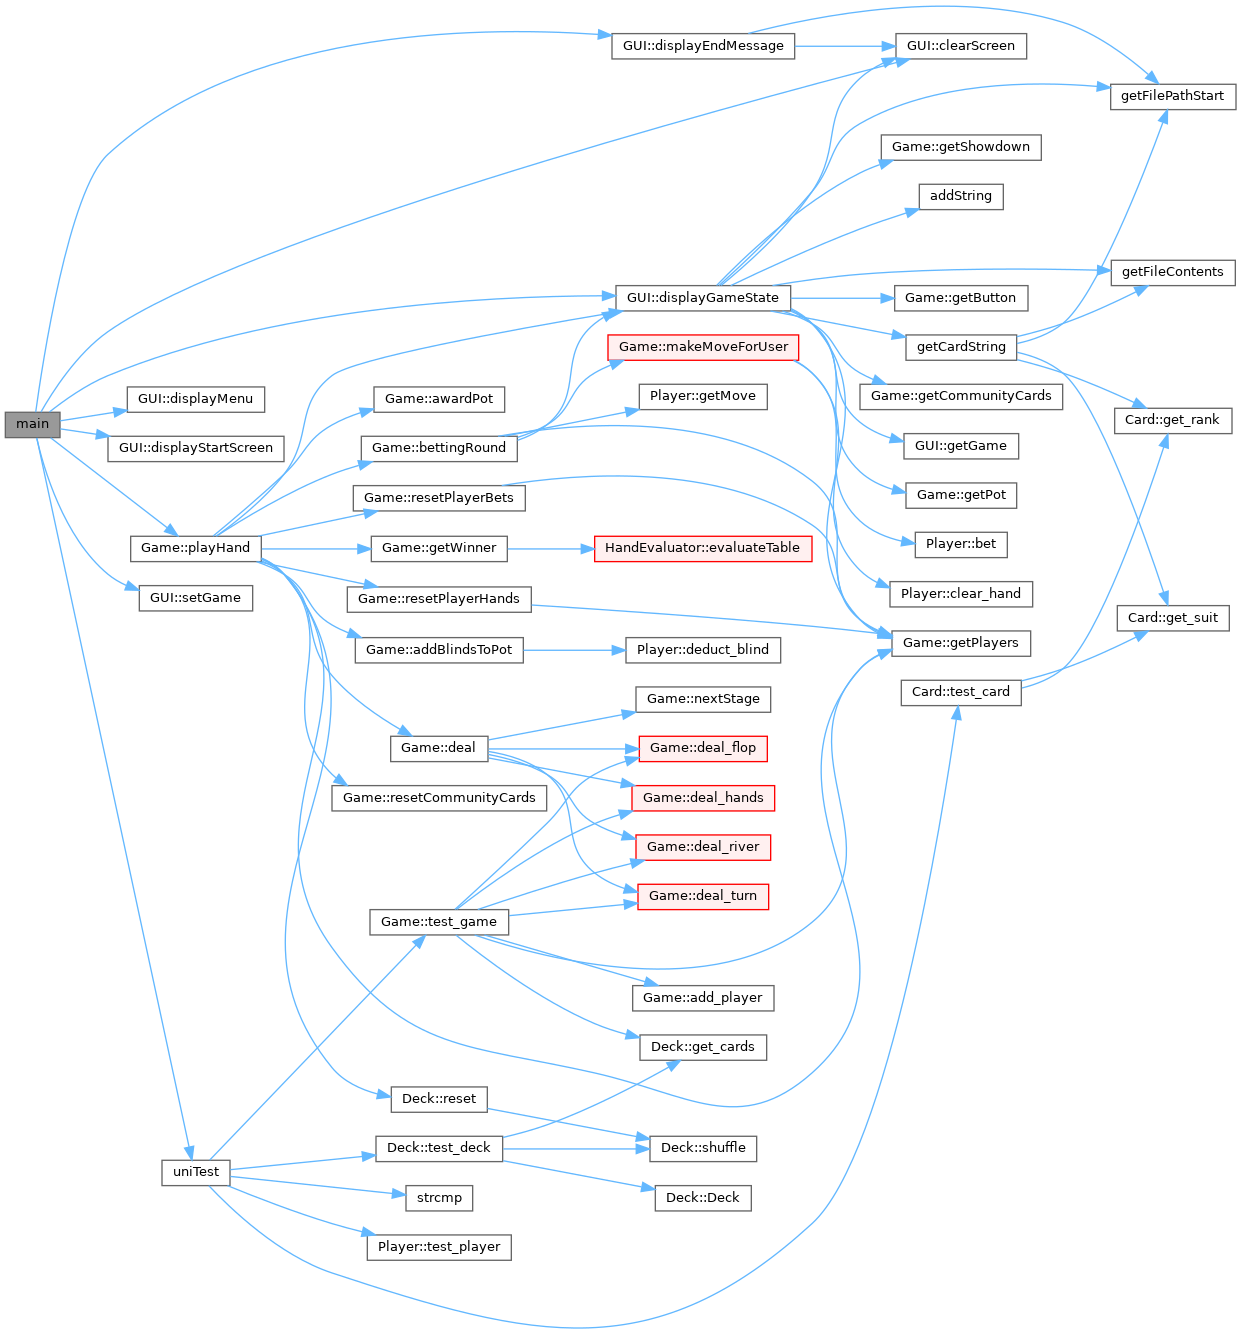 GUI::displayEndMessage
GUI::clearScreen
getFilePathStart
Game::getShowdown
addString
getFileContents
GUI::displayGameState
Game::getButton
Game::makeMoveForUser
getCardString
GUI::displayMenu
Player::getMove
Game::getCommunityCards
Game::awardPot
main
Card::get_rank
GUI::displayStartScreen
Game::bettingRound
GUI::getGame
Game::resetPlayerBets
Game::getPot
Game::playHand
Game::getWinner
HandEvaluator::evaluateTable
Player::bet
GUI::setGame
Game::resetPlayerHands
Player::clear_hand
Card::get_suit
Game::addBlindsToPot
Player::deduct_blind
Game::getPlayers
Game::nextStage
Card::test_card
Game::deal
Game::deal_flop
Game::resetCommunityCards
Game::deal_hands
Game::deal_river
Game::deal_turn
Game::test_game
Game::add_player
Deck::get_cards
Deck::reset
Deck::test_deck
Deck::shuffle
uniTest
strcmp
Deck::Deck
Player::test_player